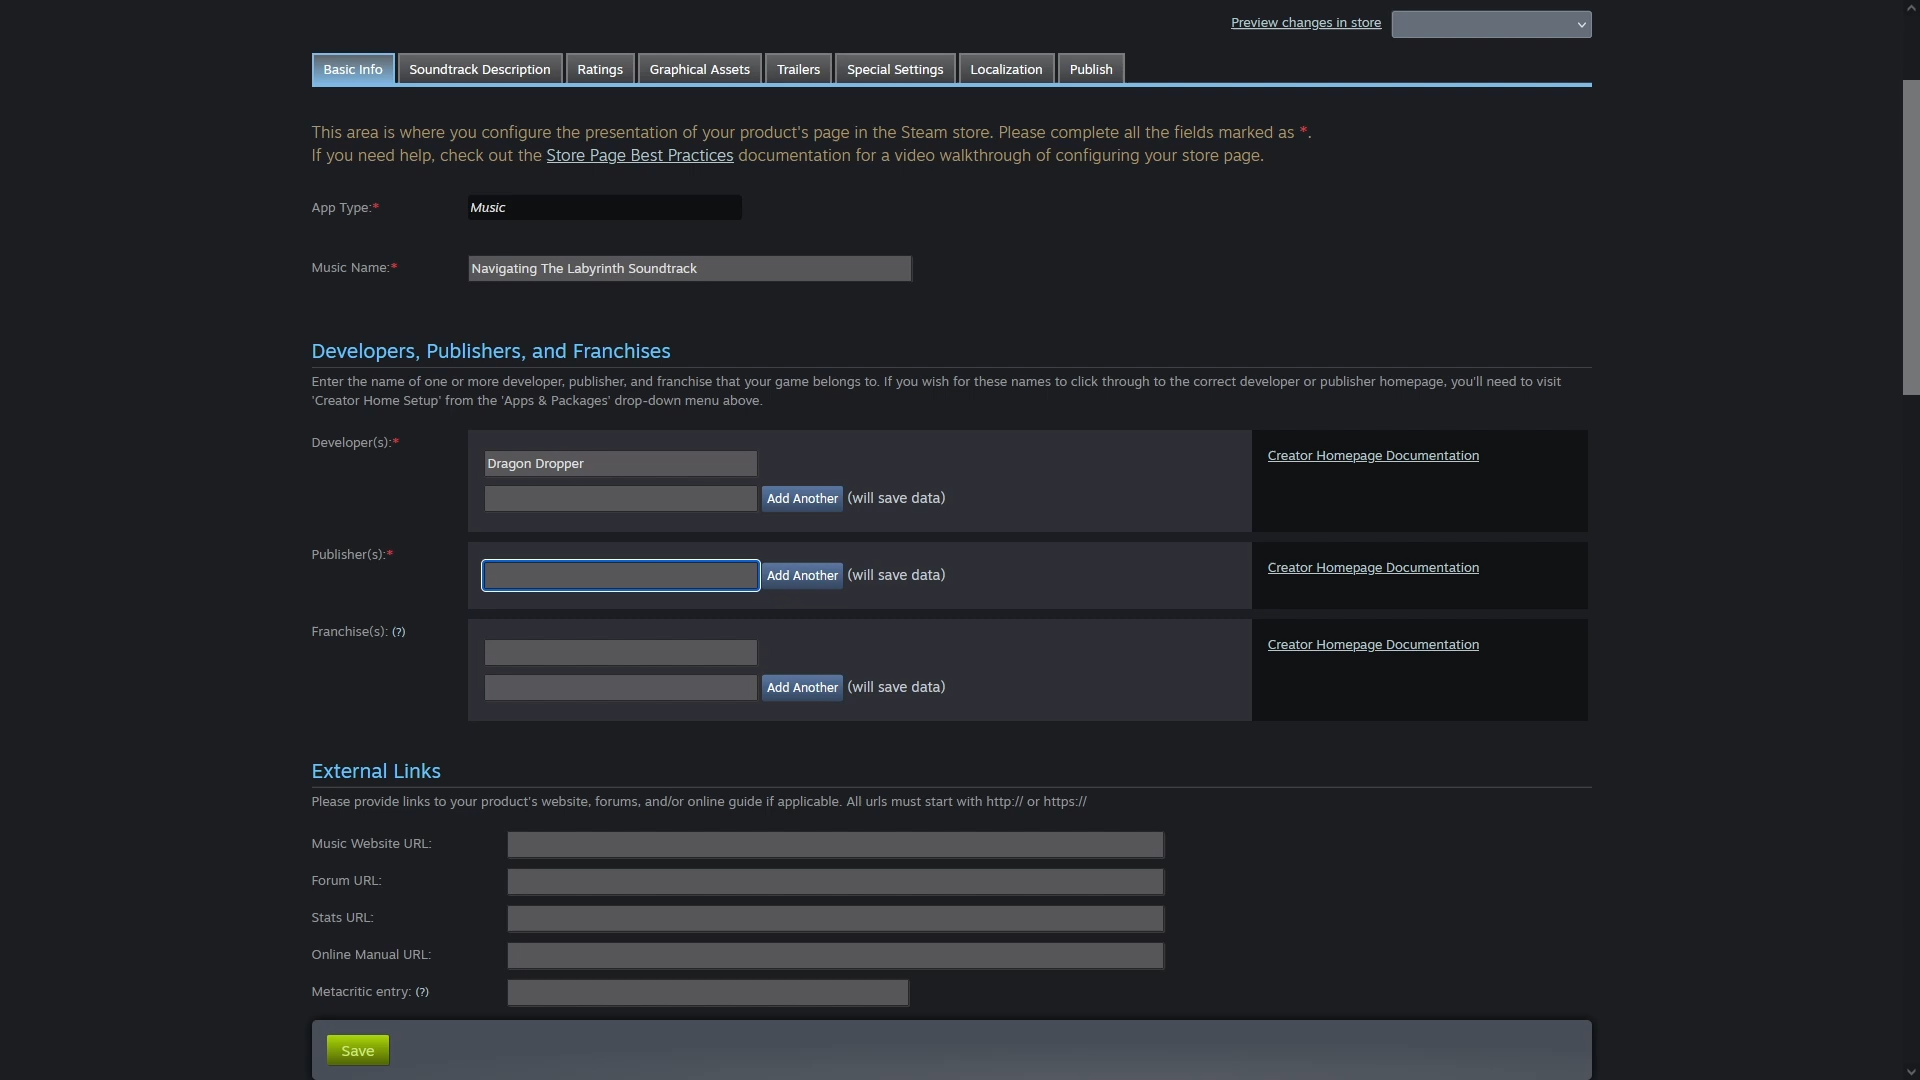 Preview changes in store
Basic Info Soundtrack Description Ratings Graphical Assets Trailers Special Settings Localization Publish
This area is where you configure the presentation of your product's page in the Steam store. Please complete all the fields marked as *.
If you need help, check out the Store Page Best Practices documentation for a video walkthrough of configuring your store page.
App Type:* Music
Music Name:* Navigating The Labyrinth Soundtrack
Developers, Publishers, and Franchises
Enter the name of one or more developer, publisher, and franchise that your game belongs to. If you wish for these names to click through to the correct developer or publisher homepage, you'll need to visit
'Creator Home Setup' from the 'Apps & Packages' drop-down menu above.
Developer(s):* Creator Homepage Documentation
Dragon Dropper
Add Another (will save data)
Publisher(s):* Creator Homepage Documentation
Add Another (will save data)
Franchise(s): (?) Creator Homepage Documentation
Add Another (will save data)
External Links
Please provide links to your product's website, forums, and/or online guide if applicable. All urls must start with http:// or https://
Music Website URL:
Forum URL:
Stats URL:
Online Manual URL:
Metacritic entry: (?)
Save